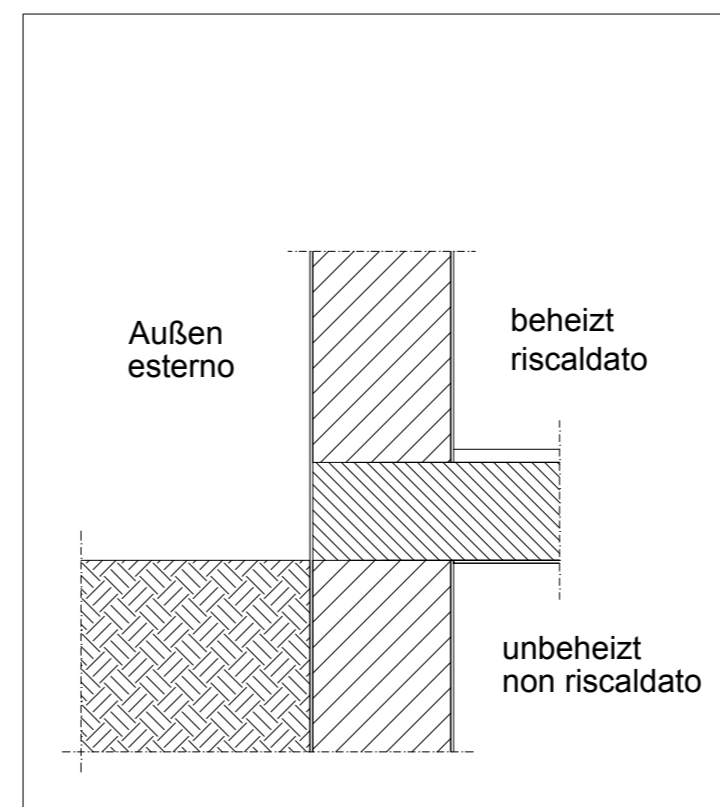 Außen
esterno
beheizt
riscaldato
unbeheizt
non riscaldato